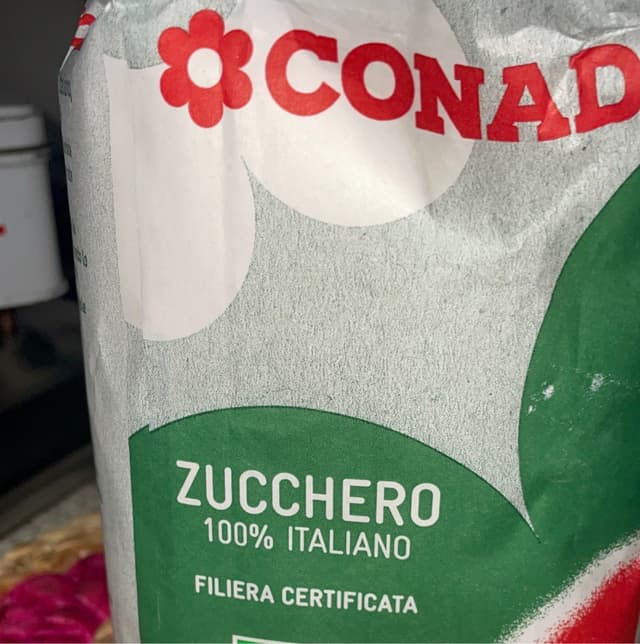 CONAD
ZUCCHERO
100% ITALIANO
FILIERA CERTIFICATA